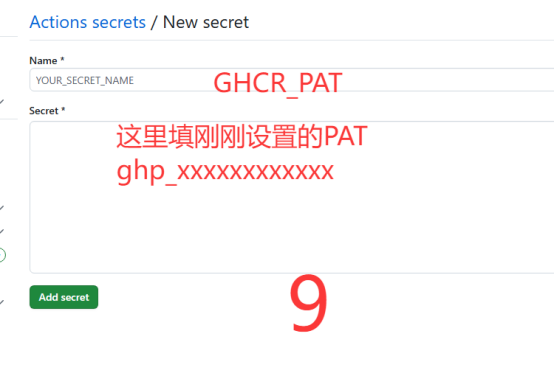 Actions secrets / New secret
Name *
YOUR_SECRET_NAME
GHCR_PAT
Secret *
这里填刚刚设置的PAT
ghp_xxxxxxxxxxxx
Add secret
9